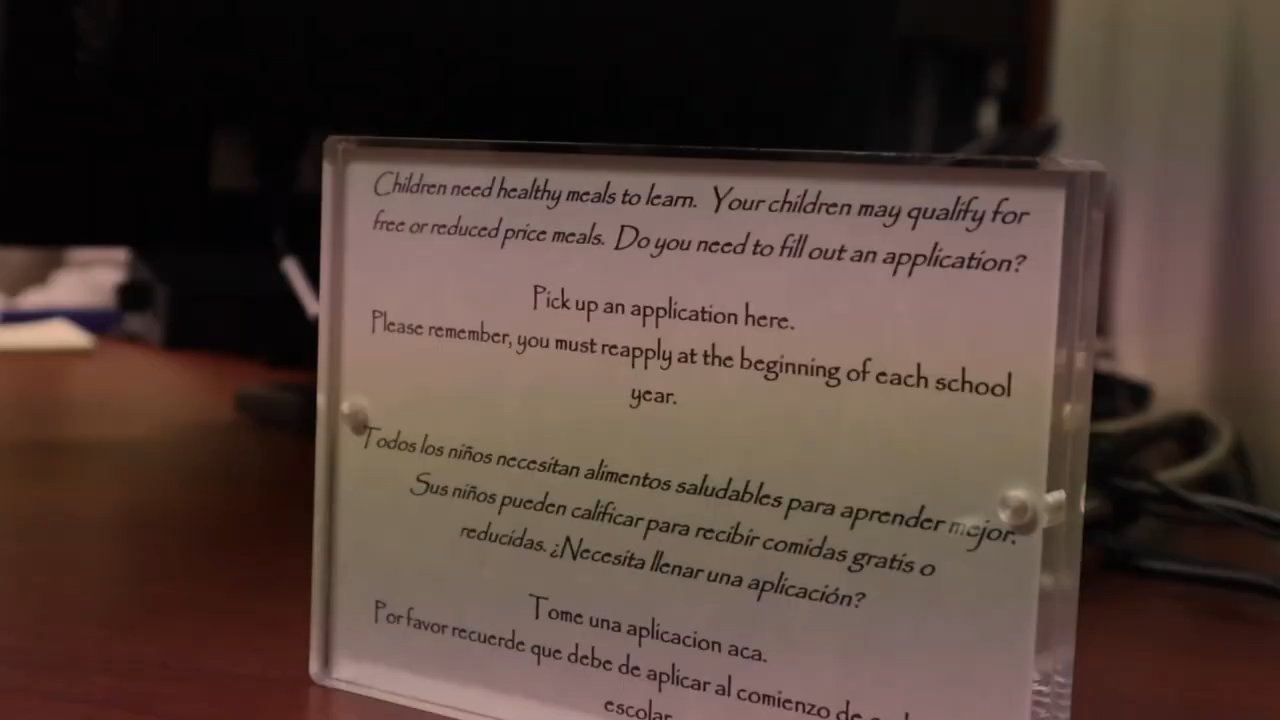 Children need healthy meals to learn. Your children may qualify for
free or reduced price meals. Do you need to fill out an application?
Pick up an application here.
Please remember, you must reapply at the beginning of each school
year.
Todos los niños necesitan alimentos saludables para aprender mejor.
Sus niños pueden calificar para recibir comidas gratis o
reducidas. ¿Necesita llenar una aplicación?
Tome una aplicacion aca.
Por favor recuerde que debe de aplicar al comienzo de
escolar